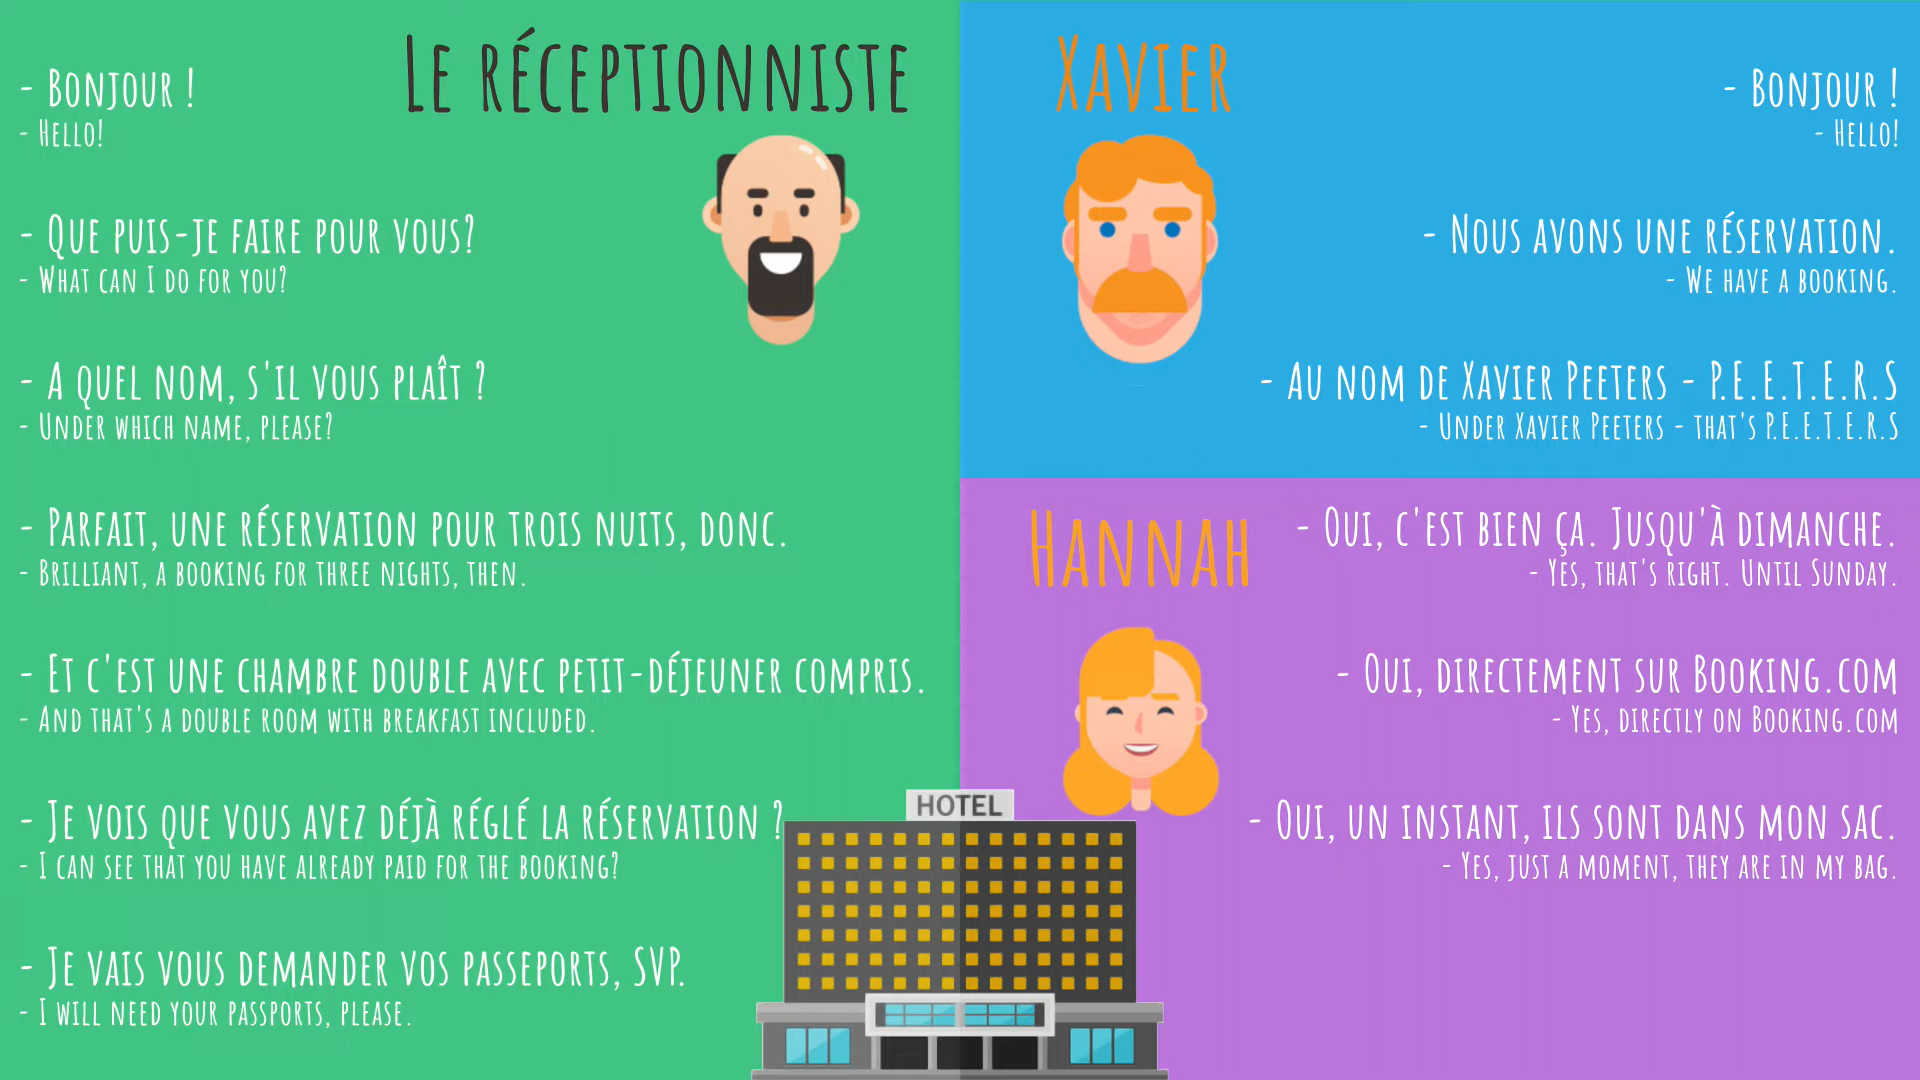 Le réceptionniste
- Bonjour !
- Hello!
- Que puis-je faire pour vous?
- What can I do for you?
- A quel nom, s'il vous plaît ?
- Under which name, please?
- Parfait, une réservation pour trois nuits, donc.
- Brilliant, a booking for three nights, then.
- Et c'est une chambre double avec petit-déjeuner compris.
- And that's a double room with breakfast included.
- Je vois que vous avez déjà réglé la réservation ?
- I can see that you have already paid for the booking?
- Je vais vous demander vos passeports, SVP.
- I will need your passports, please.
Xavier
- Bonjour !
- Hello!
- Nous avons une réservation.
- We have a booking.
- Au nom de Xavier Peeters - P.E.E.T.E.R.S
- Under Xavier Peeters - that's P.E.E.T.E.R.S
Hannah
- Oui, c'est bien ça. Jusqu'à dimanche.
- Yes, that's right. Until Sunday.
- Oui, directement sur Booking.com
- Yes, directly on Booking.com
- Oui, un instant, ils sont dans mon sac.
- Yes, just a moment, they are in my bag.
HOTEL